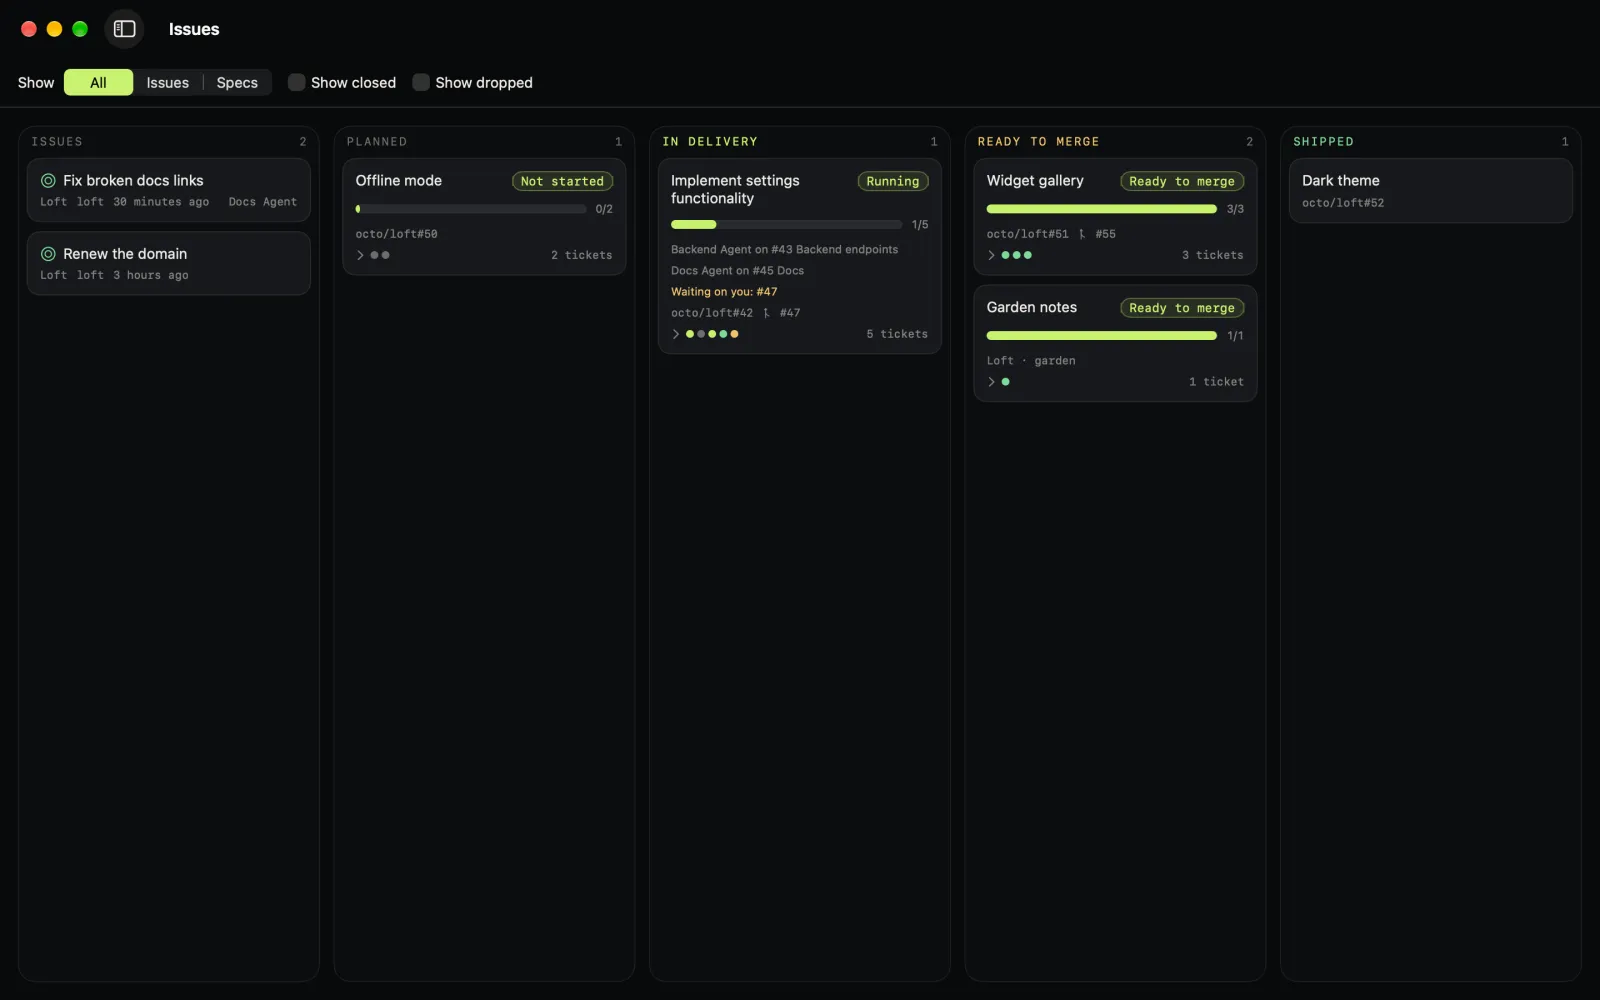 Issues
Show All Issues Specs Show closed Show dropped
ISSUES 2
Fix broken docs links
Loft loft 30 minutes ago Docs Agent
Renew the domain
Loft loft 3 hours ago
PLANNED 1
Offline mode Not started
0/2
octo/loft#50
2 tickets
IN DELIVERY 1
Implement settings Running
functionality
1/5
Backend Agent on #43 Backend endpoints
Docs Agent on #45 Docs
Waiting on you: #47
octo/loft#42 #47
5 tickets
READY TO MERGE 2
Widget gallery Ready to merge
3/3
octo/loft#51 #55
3 tickets
Garden notes Ready to merge
1/1
Loft · garden
1 ticket
SHIPPED 1
Dark theme
octo/loft#52